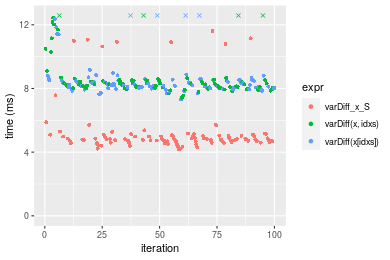 time (ms)
12
8
4
0
0
25
50
75
100
iteration
expr
varDiff_x_S
varDiff(x, idxs)
varDiff(x[idxs])